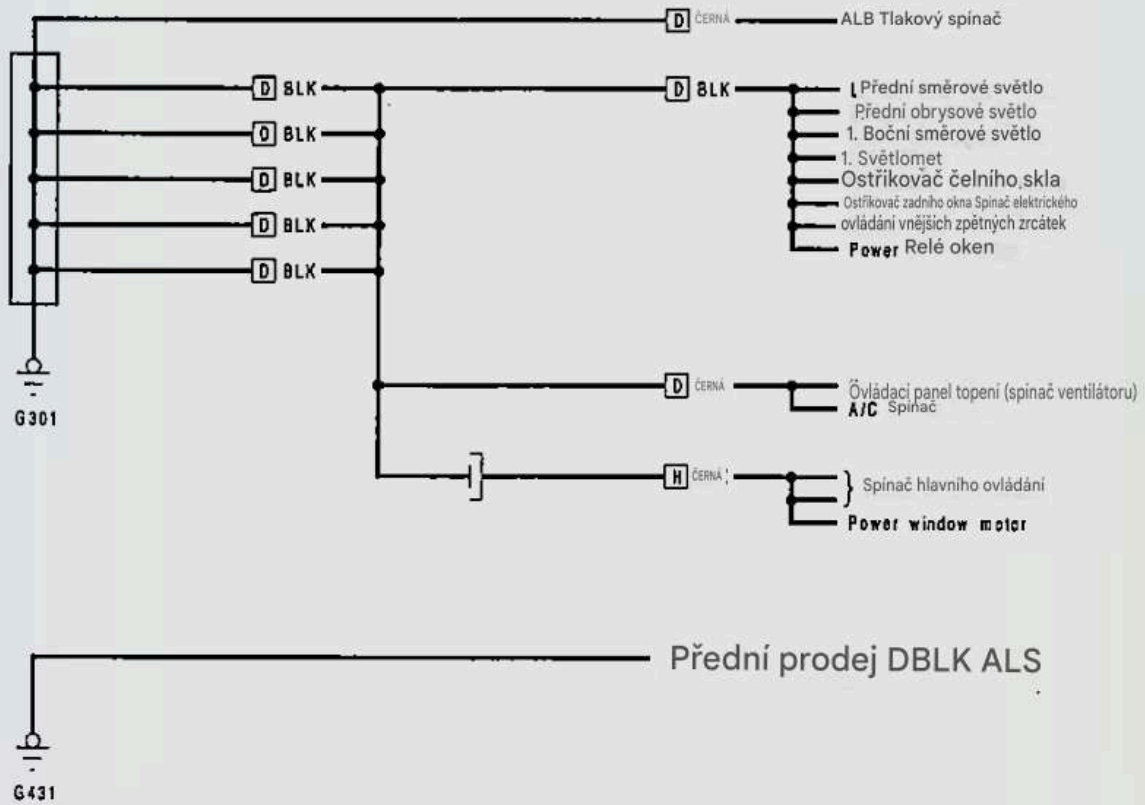 D ČERNÁ ALB Tlakový spínač
D BLK D BLK l Přední směrové světlo
Přední obrysové světlo
D BLK 1. Boční směrové světlo
1. Světlomet
D BLK Ostřikovač čelního skla
Ostřikovač zadního okna Spínač elektrického
D BLK ovládání vnějších zpětných zrcátek
Power Relé oken
D BLK
G301
D ČERNÁ Ovládací panel topení (spínač ventilátoru)
A/C Spínač
H ČERNÁ Spínač hlavního ovládání
Power window motor
Přední prodej DBLK ALS
G431